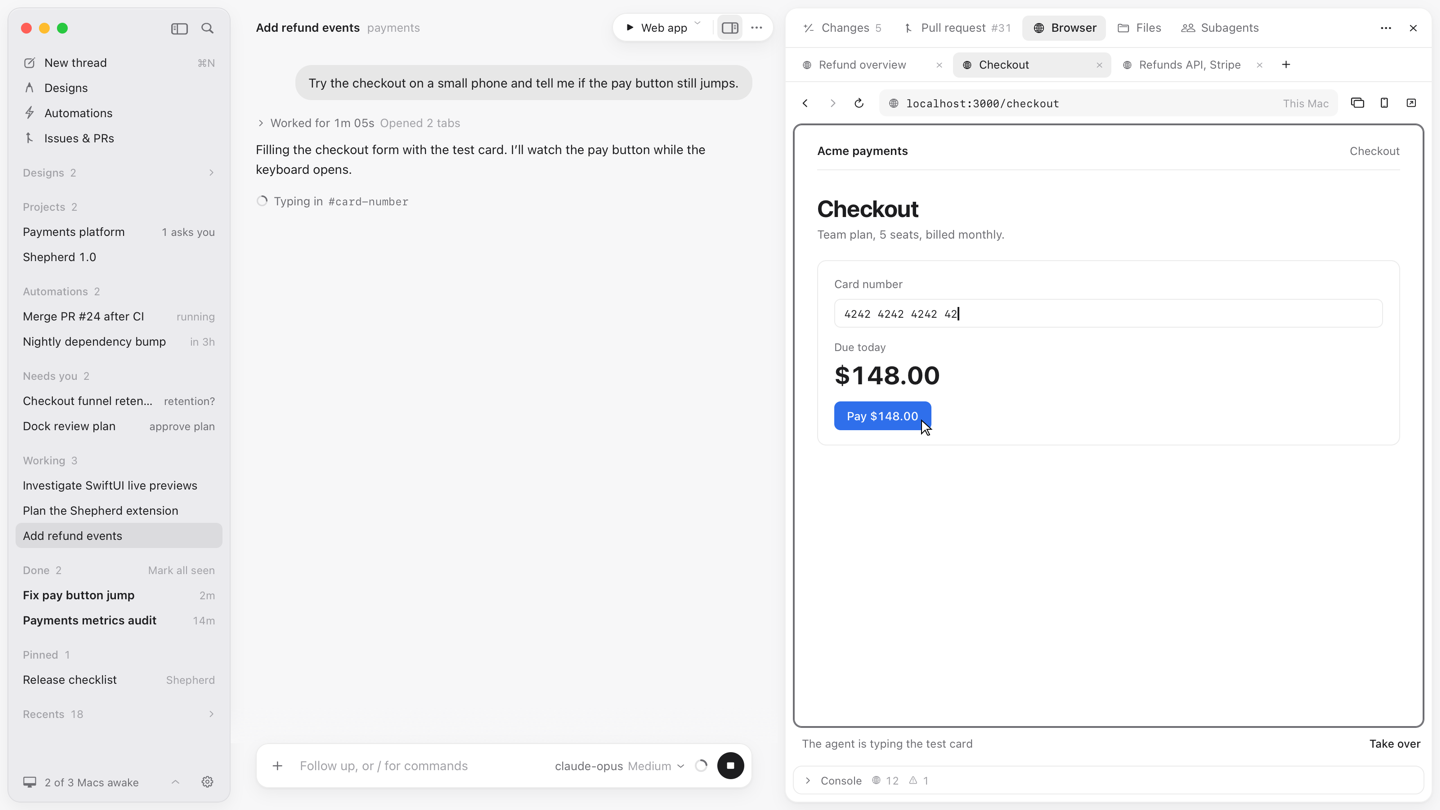 New thread ⌘N
Designs
Automations
Issues & PRs
Designs 2
Projects 2
Payments platform 1 asks you
Shepherd 1.0
Automations 2
Merge PR #24 after CI running
Nightly dependency bump in 3h
Needs you 2
Checkout funnel reten... retention?
Dock review plan approve plan
Working 3
Investigate SwiftUI live previews
Plan the Shepherd extension
Add refund events
Done 2 Mark all seen
Fix pay button jump 2m
Payments metrics audit 14m
Pinned 1
Release checklist Shepherd
Recents 18
2 of 3 Macs awake
Add refund events payments
Web app
Try the checkout on a small phone and tell me if the pay button still jumps.
Worked for 1m 05s Opened 2 tabs
Filling the checkout form with the test card. I’ll watch the pay button while the
keyboard opens.
Typing in #card-number
Follow up, or / for commands claude-opus Medium
Changes 5 Pull request #31 Browser Files Subagents
Refund overview Checkout Refunds API, Stripe
localhost:3000/checkout This Mac
Acme payments Checkout
Checkout
Team plan, 5 seats, billed monthly.
Card number
4242 4242 4242 42
Due today
$148.00
Pay $148.00
The agent is typing the test card Take over
Console 12 1